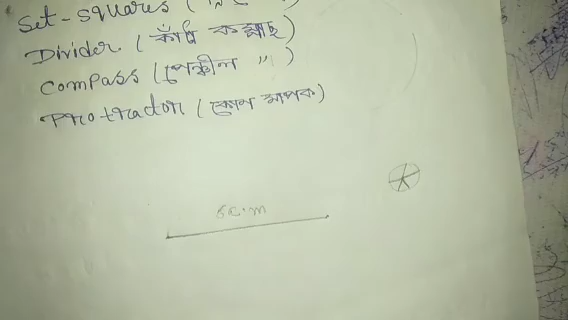 Set-squares (
Divider (কাঁটা কম্পাছ)
Compass (পেঞ্চিল " )
Protractor (কোণ মাপক)
6c.m